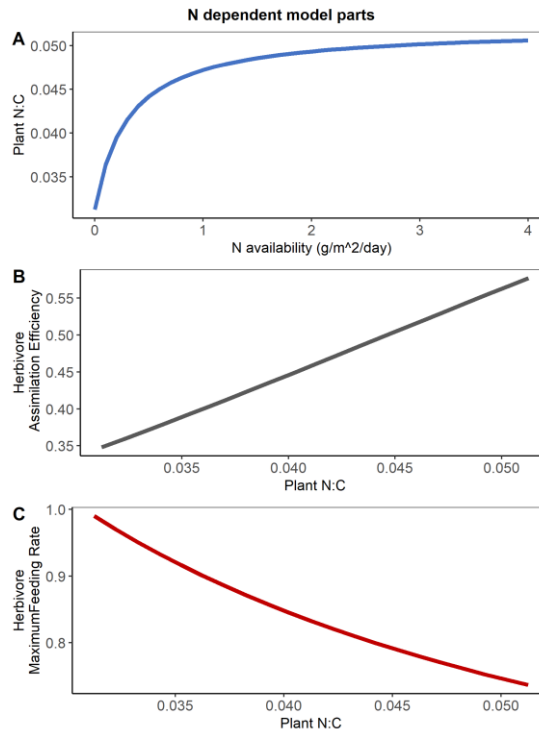 N dependent model parts
A
Plant N:C
0.050
0.045
0.040
0.035
0 1 2 3 4
N availability (g/m^2/day)
B
Herbivore
Assimilation Efficiency
0.55
0.50
0.45
0.40
0.35
0.035 0.040 0.045 0.050
Plant N:C
C
Herbivore
MaximumFeeding Rate
1.0
0.9
0.8
0.035 0.040 0.045 0.050
Plant N:C